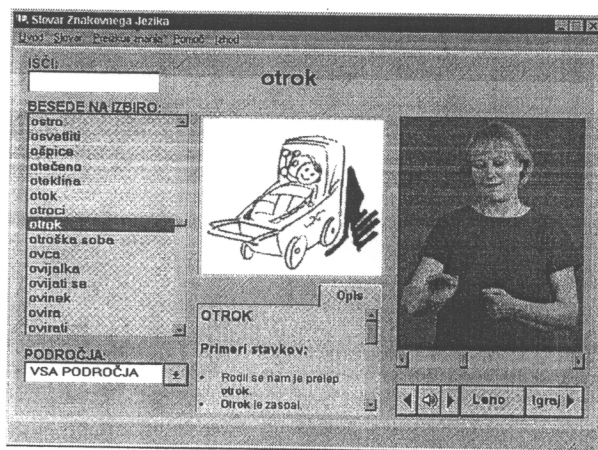 Slovar Znakovnega Jezika
Uvod Slovar Preizkus znanja Pomoč Izhod
IŠČI:
otrok
BESEDE NA IZBIRO:
ostro
osvetliti
ošpice
otečeno
oteklina
otok
otroci
otrok
otroška soba
ovca
ovijalka
ovijati se
ovinek
ovira
ovirati
PODROČJA:
VSA PODROČJA
Opis
OTROK
Primeri stavkov:
• Rodil se nam je prelep
otrok.
• Otrok je zaspal.
Leno
Igraj